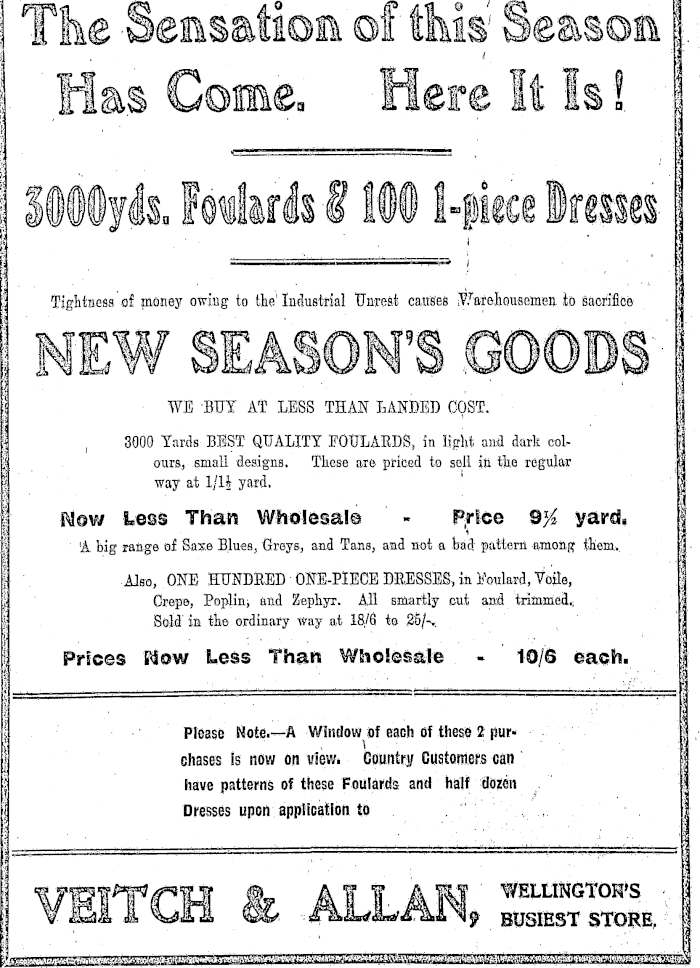 The Sensation of this Season
Has Come. Here It Is!
3000yds. Foulards & 100 1-piece Dresses
Tightness of money owing to the Industrial Unrest causes Warehousemen to sacrifice
NEW SEASON'S GOODS
WE BUY AT LESS THAN LANDED COST.
3000 Yards BEST QUALITY FOULARDS, in light and dark col-
ours, small designs. These are priced to sell in the regular
way at 1/1½ yard.
Now Less Than Wholesale - Price 9½ yard.
A big range of Saxe Blues, Greys, and Tans, and not a bad pattern among them.
Also, ONE HUNDRED ONE-PIECE DRESSES, in Foulard, Voile,
Crepe, Poplin, and Zephyr. All smartly cut and trimmed.
Sold in the ordinary way at 18/6 to 25/-.
Prices Now Less Than Wholesale - 10/6 each.
Please Note.—A Window of each of these 2 pur-
chases is now on view. Country Customers can
have patterns of these Foulards and half dozen
Dresses upon application to
VEITCH & ALLAN, WELLINGTON'S
BUSIEST STORE.